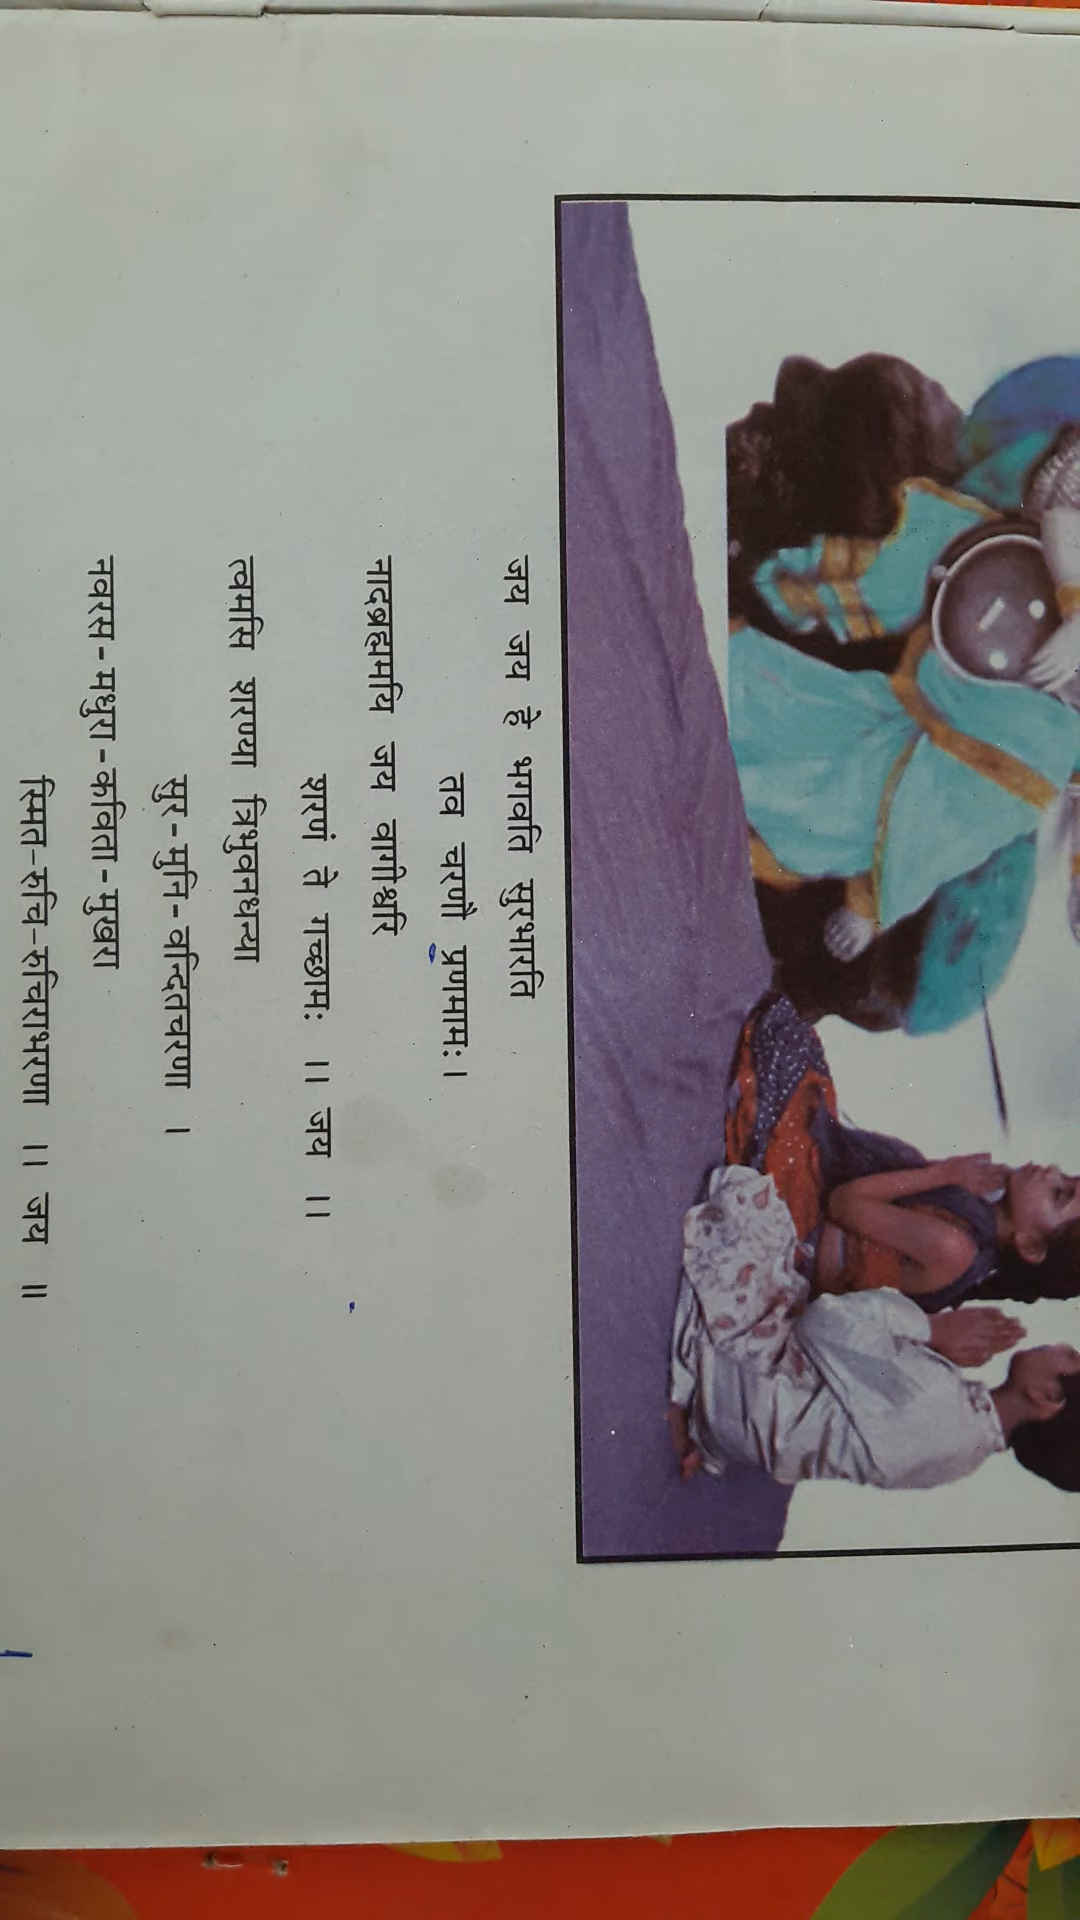 जय जय हे भगवति सुरभारति
तव चरणौ प्रणमामः ।
नादब्रह्ममयि जय वागीश्वरि
शरणं ते गच्छामः ।। जय ।।
त्वमसि शरण्या त्रिभुवनधन्या
सुर-मुनि-वन्दितचरणा ।
नवरस-मधुरा-कविता-मुखरा
स्मित-रुचि-रुचिराभरणा ।। जय ॥